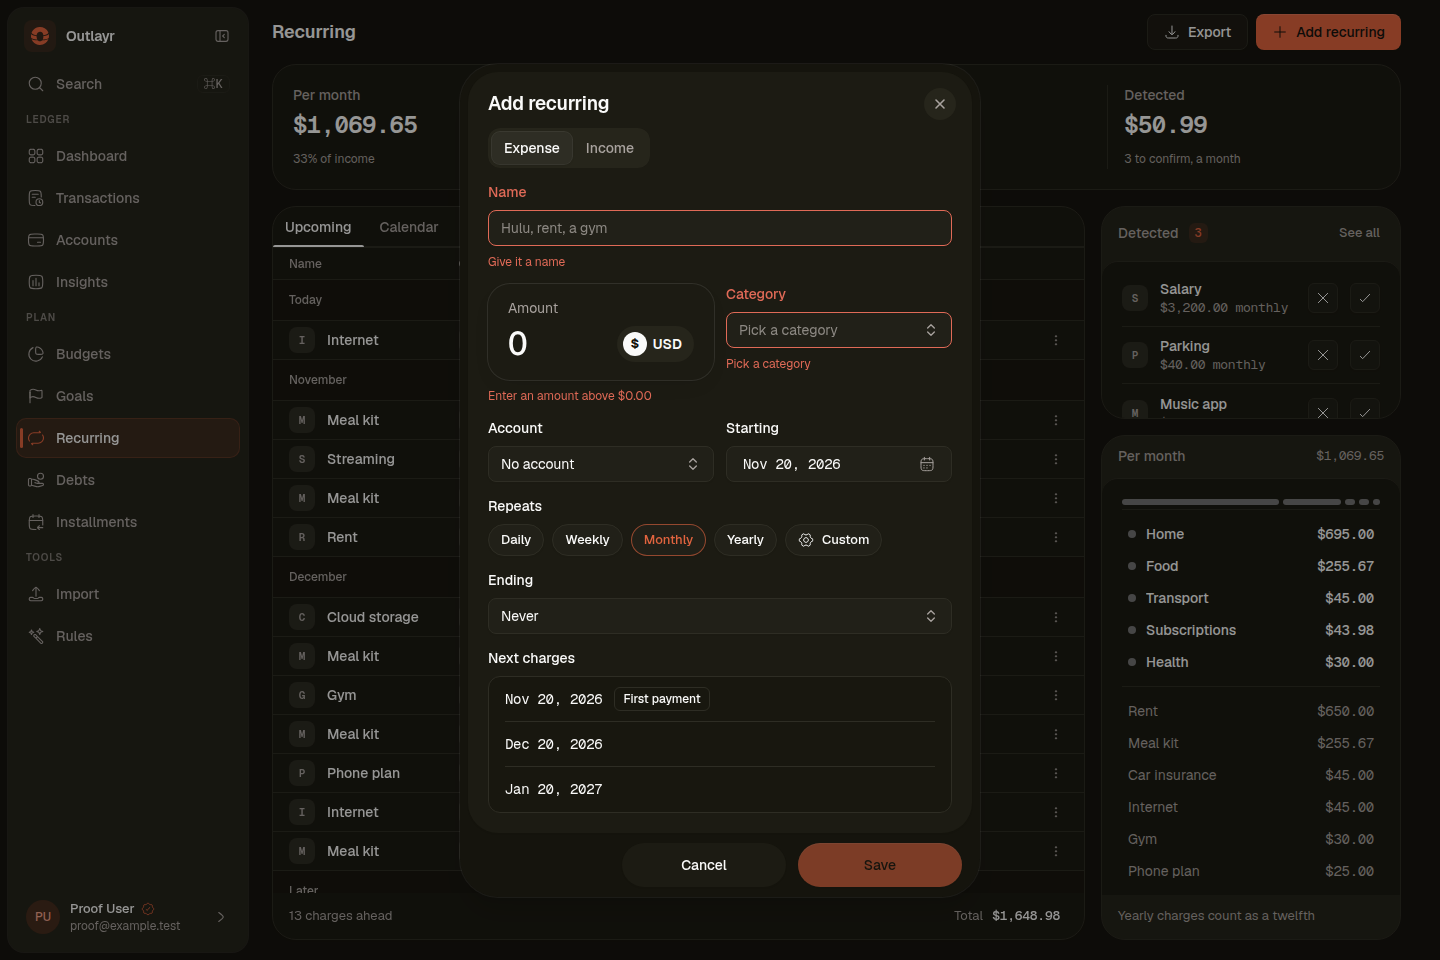 Outlayr
Search
⌘K
LEDGER
Dashboard
Transactions
Accounts
Insights
PLAN
Budgets
Goals
Recurring
Debts
Installments
TOOLS
Import
Rules
PU
Proof User
proof@example.test
Recurring
Export
Add recurring
Per month
$1,069.65
33% of income
Detected
$50.99
3 to confirm, a month
Upcoming
Calendar
Name
Today
I Internet
November
M Meal kit
S Streaming
M Meal kit
R Rent
December
C Cloud storage
M Meal kit
G Gym
M Meal kit
P Phone plan
I Internet
M Meal kit
Later
13 charges ahead
Total $1,648.98
Add recurring
Expense
Income
Name
Hulu, rent, a gym
Give it a name
Amount
0
$ USD
Enter an amount above $0.00
Category
Pick a category
Pick a category
Account
No account
Starting
Nov 20, 2026
Repeats
Daily
Weekly
Monthly
Yearly
Custom
Ending
Never
Next charges
Nov 20, 2026 First payment
Dec 20, 2026
Jan 20, 2027
Cancel
Save
Detected 3
See all
S Salary
$3,200.00 monthly
P Parking
$40.00 monthly
M Music app
Per month $1,069.65
Home $695.00
Food $255.67
Transport $45.00
Subscriptions $43.98
Health $30.00
Rent $650.00
Meal kit $255.67
Car insurance $45.00
Internet $45.00
Gym $30.00
Phone plan $25.00
Yearly charges count as a twelfth